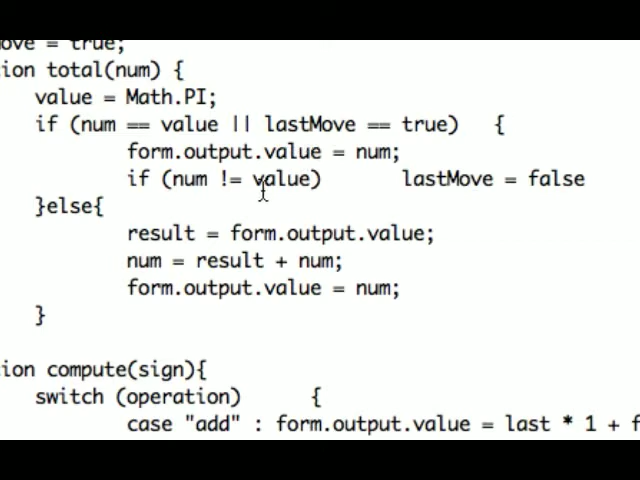 ove = true;
ion total(num) {
value = Math.PI;
if (num == value || lastMove == true) {
form.output.value = num;
if (num != value) lastMove = false
}else{
result = form.output.value;
num = result + num;
form.output.value = num;
}
ion compute(sign){
switch (operation) {
case "add" : form.output.value = last * 1 + f